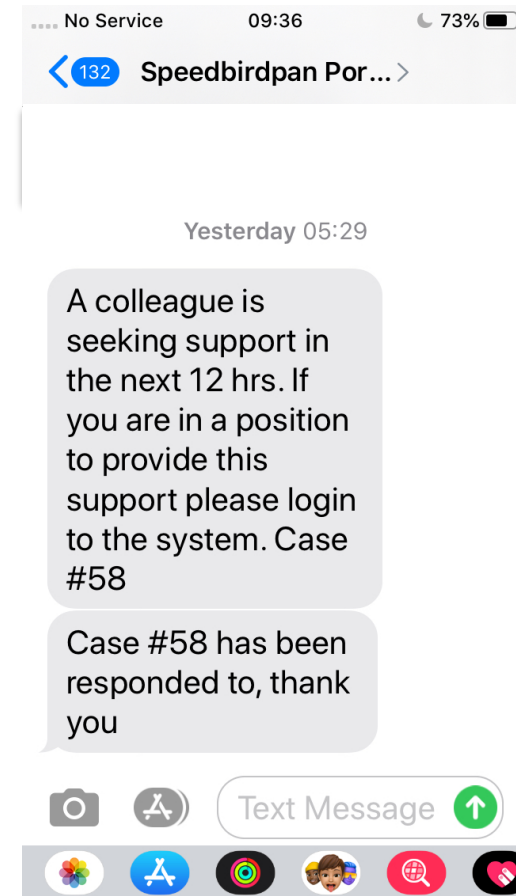 No Service 09:36 73%
132 Speedbirdpan Por...
Yesterday 05:29
A colleague is
seeking support in
the next 12 hrs. If
you are in a position
to provide this
support please login
to the system. Case
#58
Case #58 has been
responded to, thank
you
Text Message